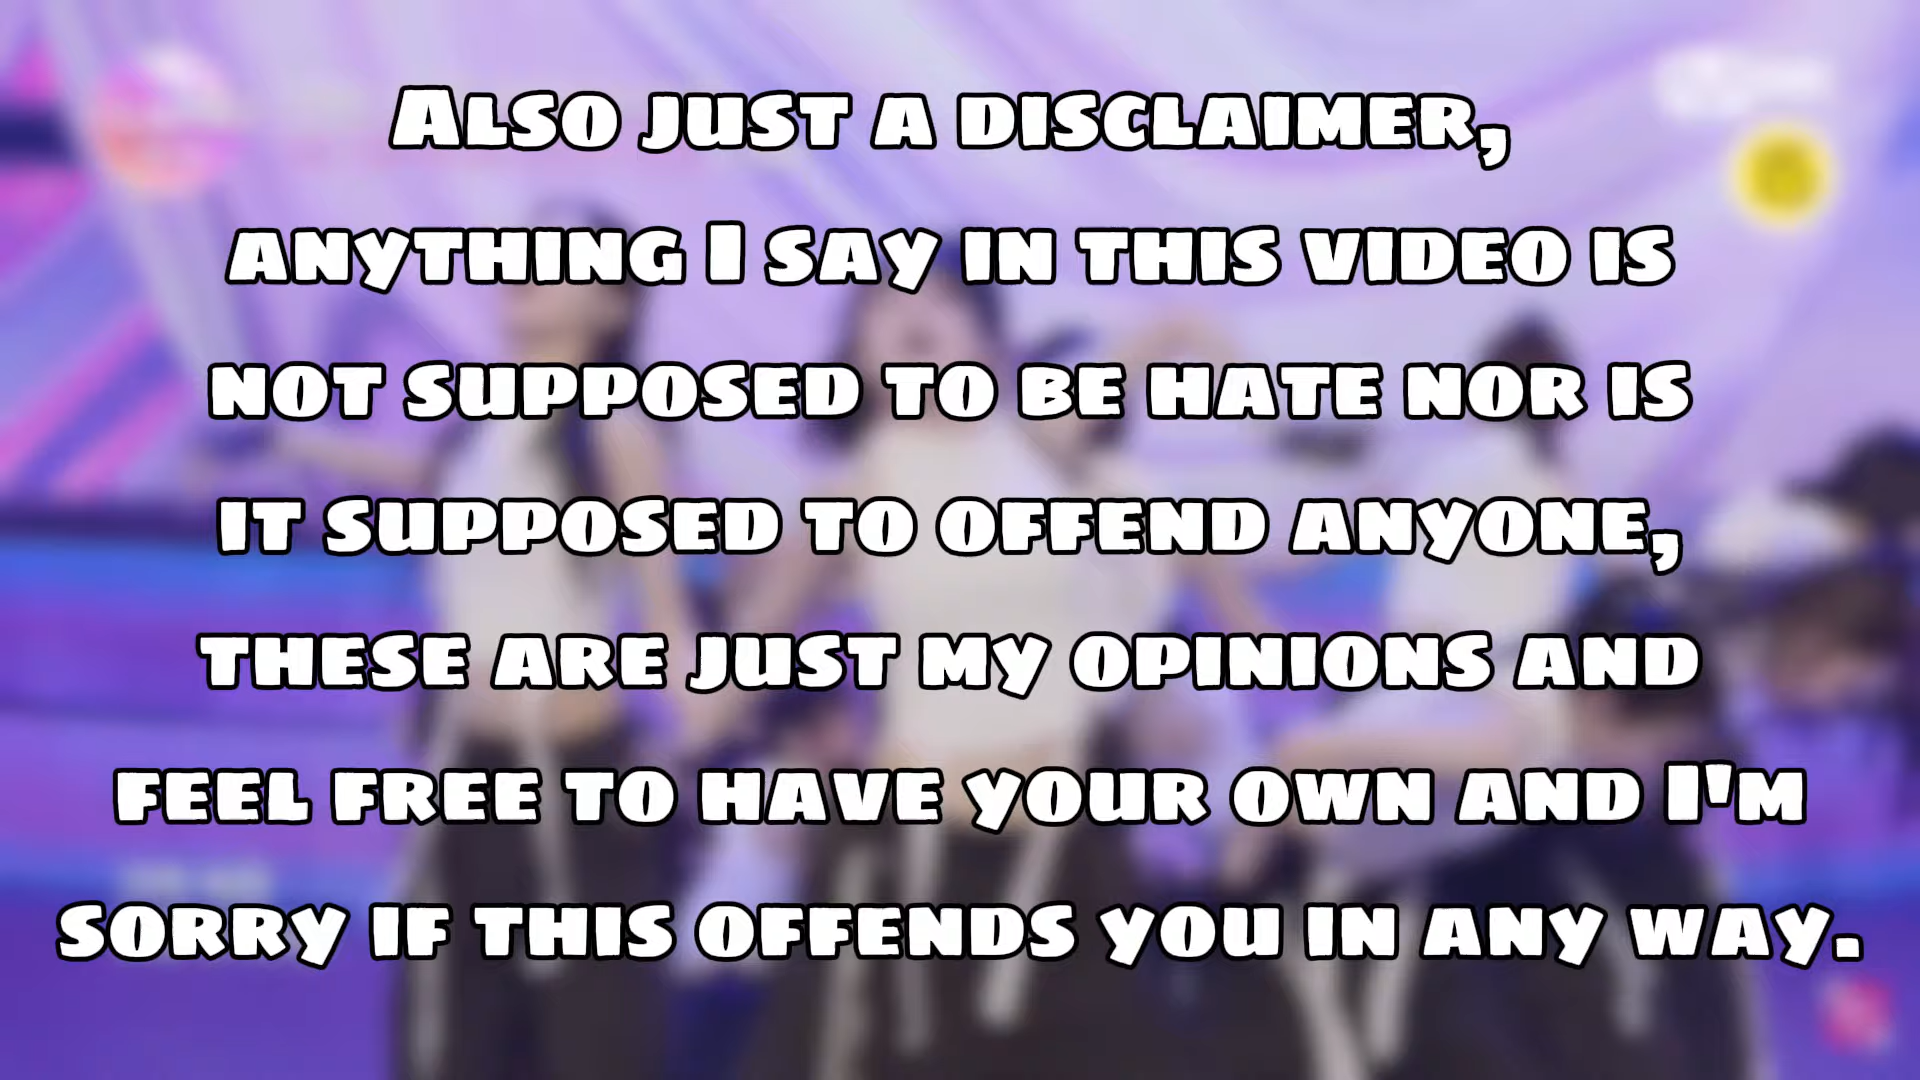 Also just a disclaimer,
anything I say in this video is
not supposed to be hate nor is
it supposed to offend anyone,
these are just my opinions and
feel free to have your own and I'm
sorry if this offends you in any way.